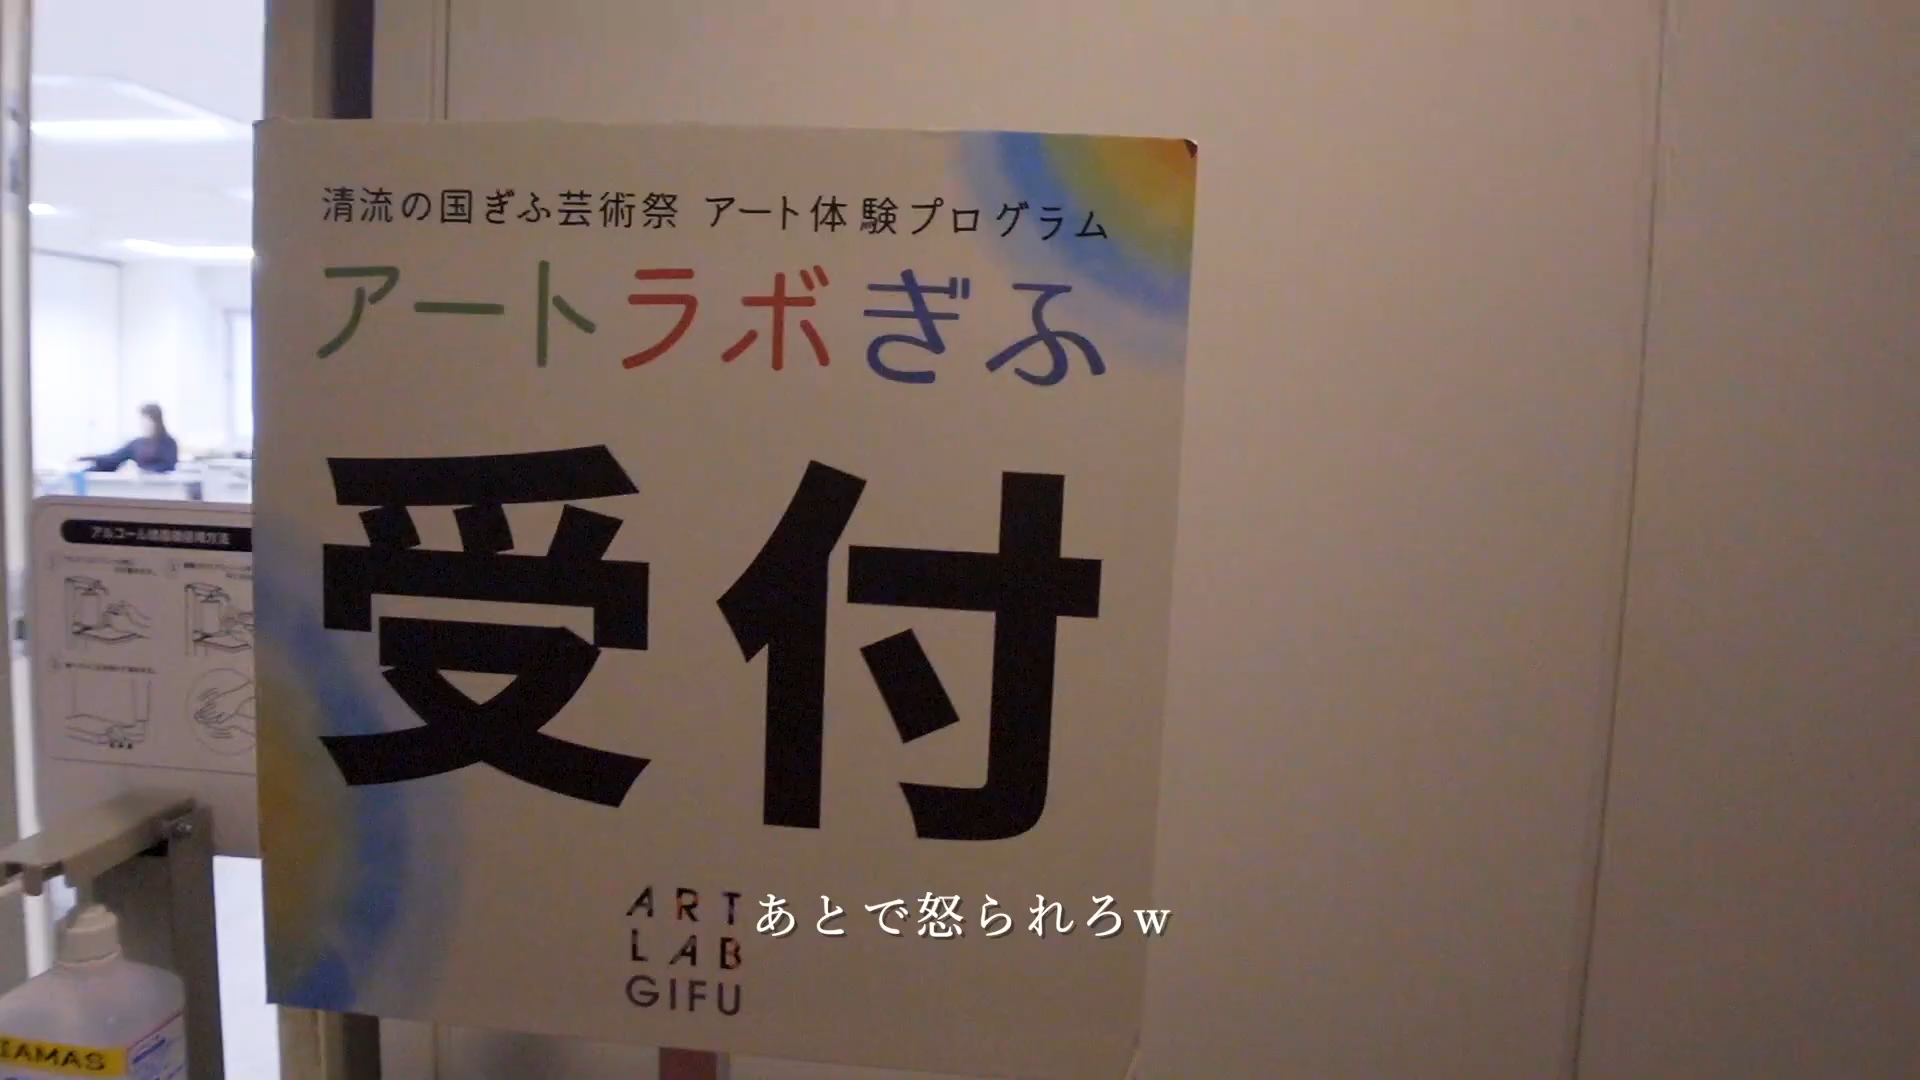 清流の国ぎふ芸術祭 アート体験プログラム
アートラボぎふ
受付
ART
LAB
GIFU
あとで怒られろw
IAMAS